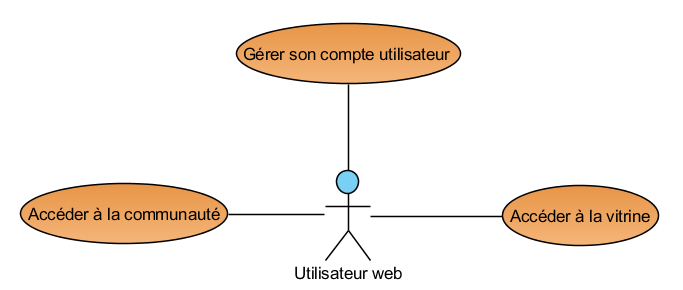 Gérer son compte utilisateur
Accéder à la communauté
Accéder à la vitrine
Utilisateur web